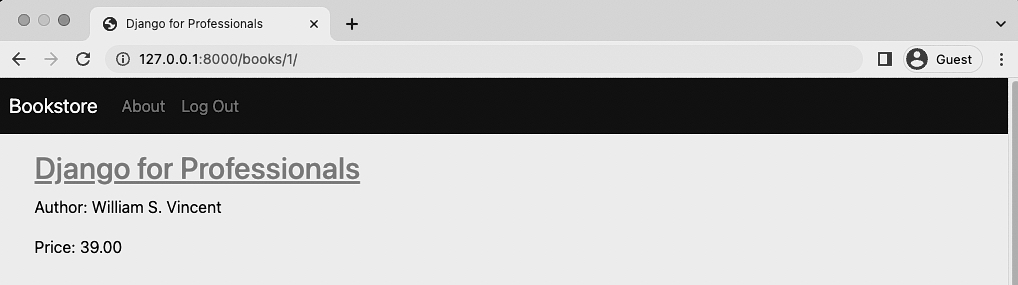 Django for Professionals
127.0.0.1:8000/books/1/
Guest
Bookstore About Log Out
Django for Professionals
Author: William S. Vincent
Price: 39.00